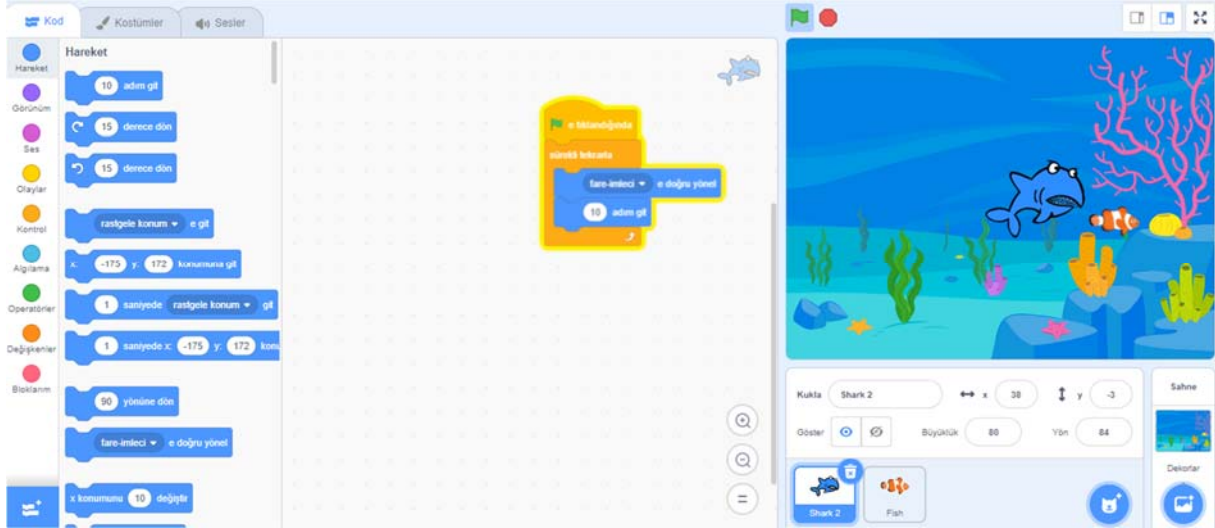 Kod
Kostümler
Sesler
Hareket
Görünüm
Ses
Olaylar
Kontrol
Algılama
Operatörler
Değişkenler
Bloklarım
Hareket
10 adım git
15 derece dön
15 derece dön
rastgele konum e git
x: -175 y: 172 konumuna git
1 saniyede rastgele konum git
1 saniyede x: -175 y: 172 konu
90 yönüne dön
fare-imleci e doğru yönel
x konumunu 10 değiştir
e tıklandığında
sürekli tekrarla
fare-imleci e doğru yönel
10 adım git
Kukla Shark 2 x 38 y -3
Göster Büyüklük 80 Yön 84
Shark 2
Fish
Sahne
Dekorlar